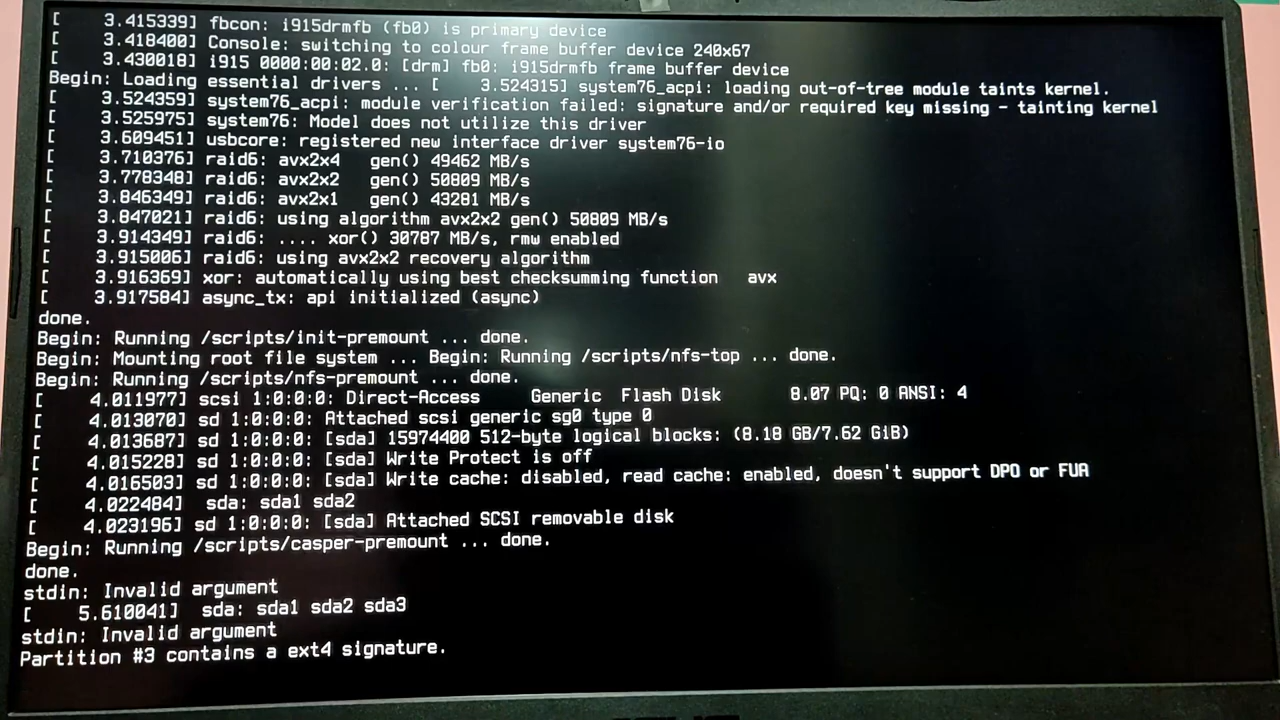 [    3.415339] fbcon: i915drmfb (fb0) is primary device
[    3.418400] Console: switching to colour frame buffer device 240x67
[    3.430018] i915 0000:00:02.0: [drm] fb0: i915drmfb frame buffer device
Begin: Loading essential drivers ... [    3.524315] system76_acpi: loading out-of-tree module taints kernel.
[    3.524359] system76_acpi: module verification failed: signature and/or required key missing - tainting kernel
[    3.525975] system76: Model does not utilize this driver
[    3.609451] usbcore: registered new interface driver system76-io
[    3.710376] raid6: avx2x4   gen() 49462 MB/s
[    3.778348] raid6: avx2x2   gen() 50809 MB/s
[    3.846349] raid6: avx2x1   gen() 43281 MB/s
[    3.847021] raid6: using algorithm avx2x2 gen() 50809 MB/s
[    3.914349] raid6: .... xor() 30787 MB/s, rmw enabled
[    3.915006] raid6: using avx2x2 recovery algorithm
[    3.916369] xor: automatically using best checksumming function   avx
[    3.917584] async_tx: api initialized (async)
done.
Begin: Running /scripts/init-premount ... done.
Begin: Mounting root file system ... Begin: Running /scripts/nfs-top ... done.
Begin: Running /scripts/nfs-premount ... done.
[    4.011977] scsi 1:0:0:0: Direct-Access     Generic  Flash Disk       8.07 PQ: 0 ANSI: 4
[    4.013070] sd 1:0:0:0: Attached scsi generic sg0 type 0
[    4.013687] sd 1:0:0:0: [sda] 15974400 512-byte logical blocks: (8.18 GB/7.62 GiB)
[    4.015228] sd 1:0:0:0: [sda] Write Protect is off
[    4.016503] sd 1:0:0:0: [sda] Write cache: disabled, read cache: enabled, doesn't support DPO or FUA
[    4.022484]  sda: sda1 sda2
[    4.023196] sd 1:0:0:0: [sda] Attached SCSI removable disk
Begin: Running /scripts/casper-premount ... done.
done.
stdin: Invalid argument
[    5.610041]  sda: sda1 sda2 sda3
stdin: Invalid argument
Partition #3 contains a ext4 signature.